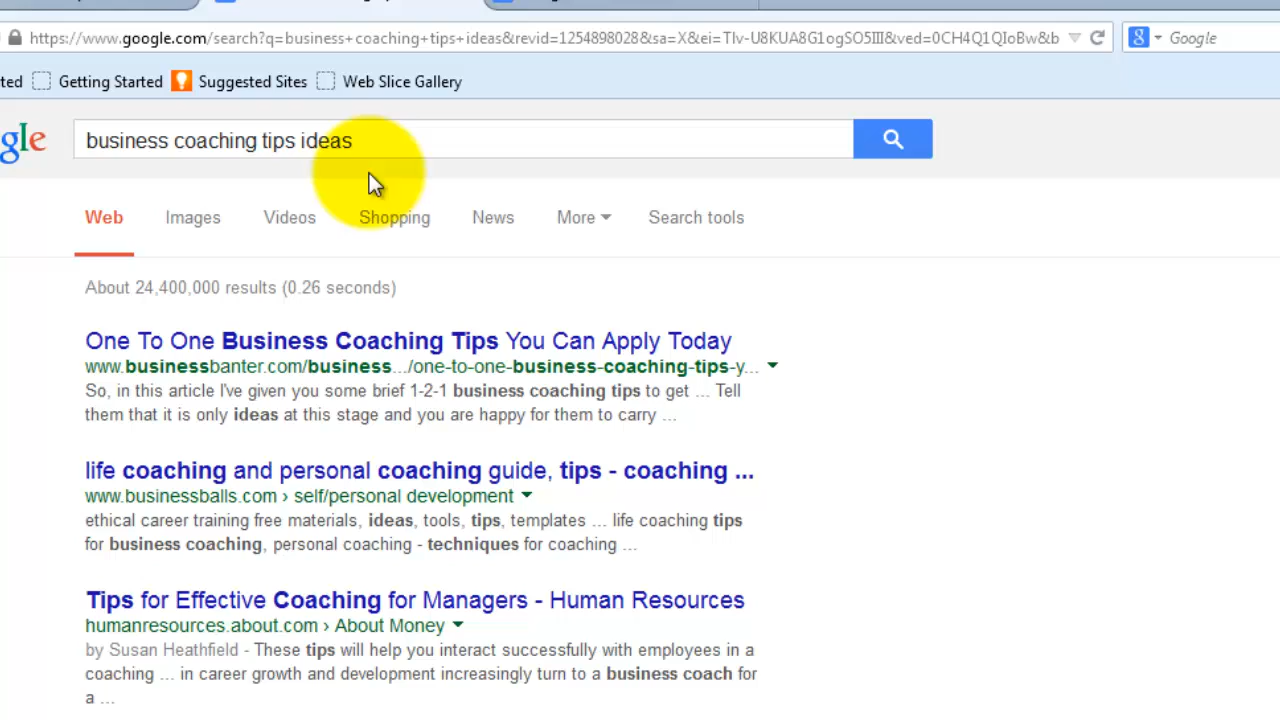 https://www.google.com/search?q=business+coaching+tips+ideas&revid=1254898028&sa=X&ei=TIv-U8KUA8G1ogSO5III&ved=0CH4Q1QIoBw&b
8 Google
ted Getting Started Suggested Sites Web Slice Gallery
gle business coaching tips ideas
Web Images Videos Shopping News More Search tools
About 24,400,000 results (0.26 seconds)
One To One Business Coaching Tips You Can Apply Today
www.businessbanter.com/business.../one-to-one-business-coaching-tips-y...
So, in this article I've given you some brief 1-2-1 business coaching tips to get ... Tell
them that it is only ideas at this stage and you are happy for them to carry ...
life coaching and personal coaching guide, tips - coaching ...
www.businessballs.com › self/personal development
ethical career training free materials, ideas, tools, tips, templates ... life coaching tips
for business coaching, personal coaching - techniques for coaching ...
Tips for Effective Coaching for Managers - Human Resources
humanresources.about.com › About Money
by Susan Heathfield - These tips will help you interact successfully with employees in a
coaching ... in career growth and development increasingly turn to a business coach for
a ...